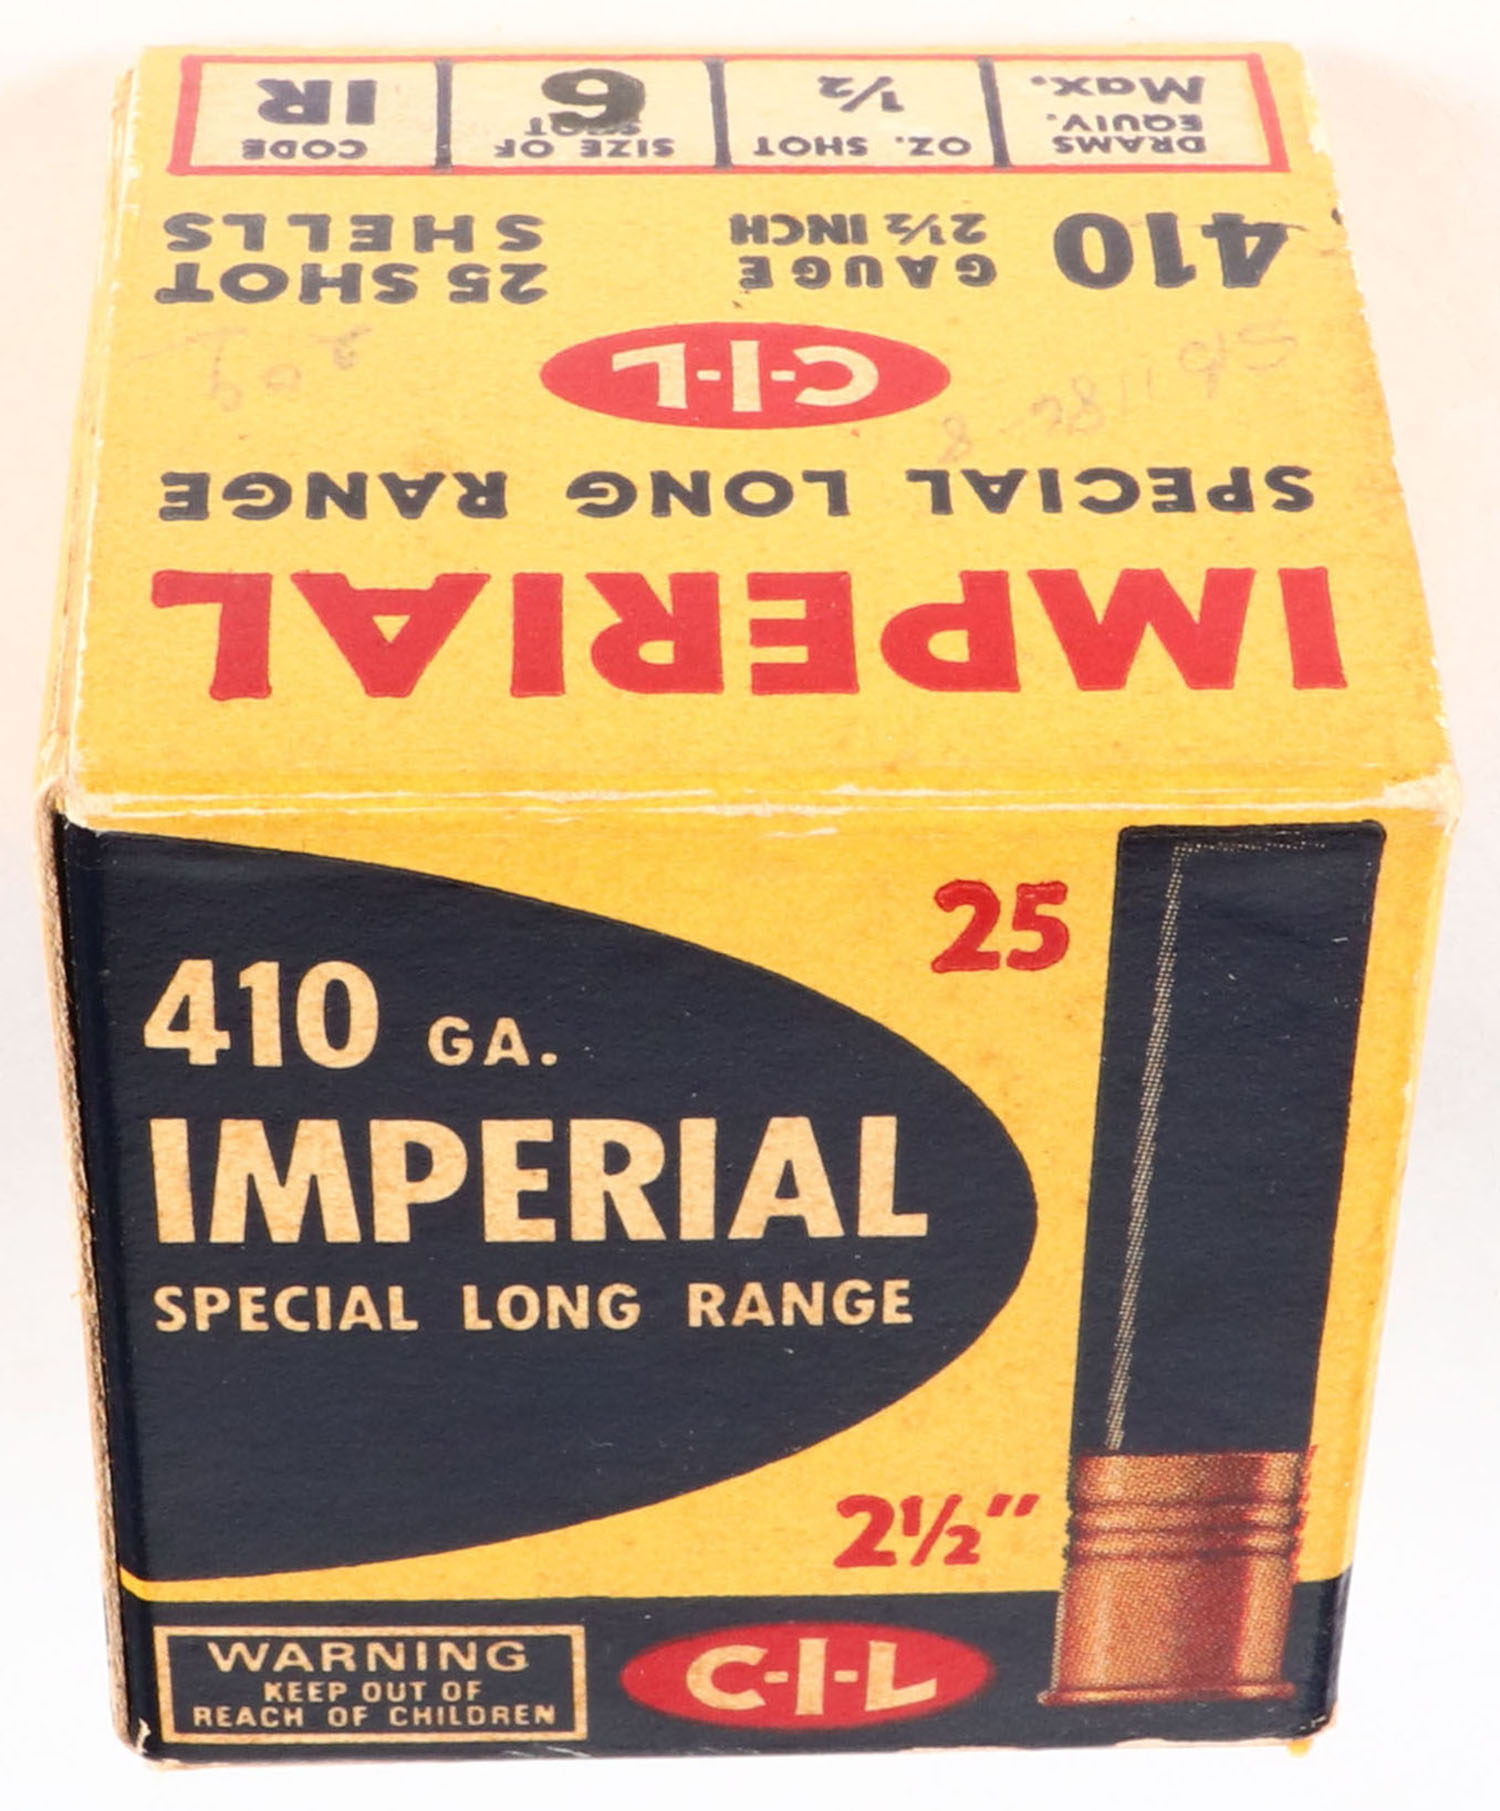 IMPERIAL
SPECIAL LONG RANGE
C-I-L
410 GAUGE
2½ INCH
25 SHOT
SHELLS
DRAMS
EQUIV.
Max.
OZ. SHOT
½
SIZE OF
SHOT
6
CODE
IR
25
410 GA.
IMPERIAL
SPECIAL LONG RANGE
2½"
WARNING
KEEP OUT OF
REACH OF CHILDREN
C-I-L